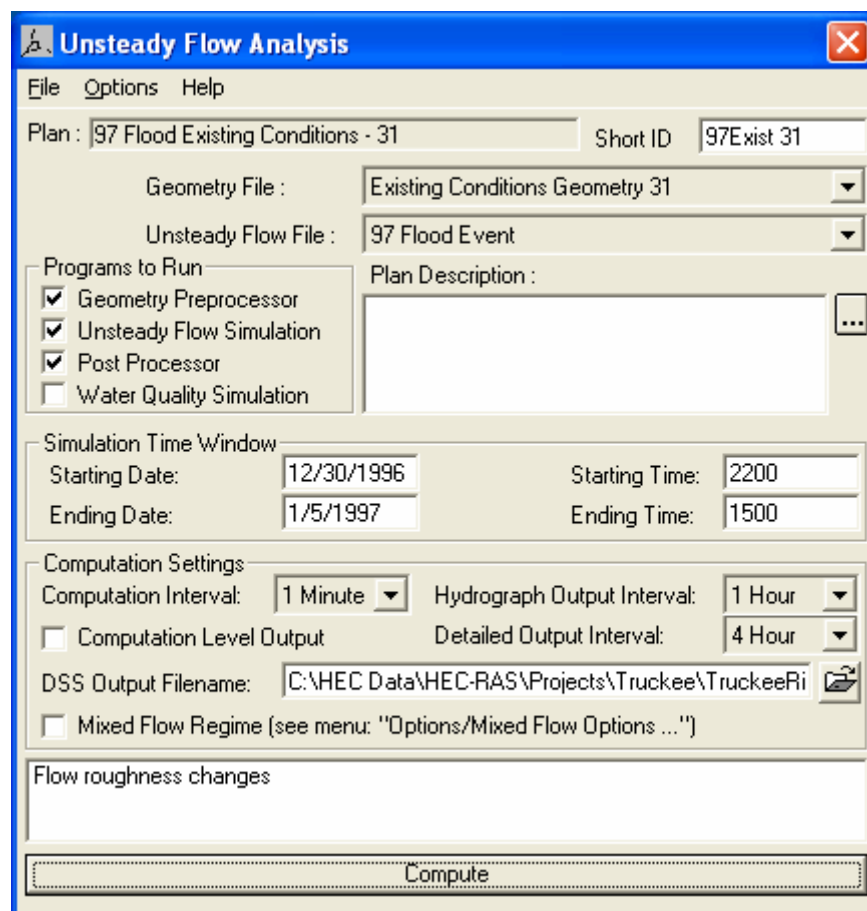 Unsteady Flow Analysis
File Options Help
Plan : 97 Flood Existing Conditions - 31 Short ID 97Exist 31
Geometry File : Existing Conditions Geometry 31
Unsteady Flow File : 97 Flood Event
Programs to Run Plan Description :
Geometry Preprocessor
...
Unsteady Flow Simulation
Post Processor
Water Quality Simulation
Simulation Time Window
Starting Date: 12/30/1996 Starting Time: 2200
Ending Date: 1/5/1997 Ending Time: 1500
Computation Settings
Computation Interval: 1 Minute Hydrograph Output Interval: 1 Hour
Computation Level Output Detailed Output Interval: 4 Hour
DSS Output Filename: C:\HEC Data\HEC-RAS\Projects\Truckee\TruckeeRi
Mixed Flow Regime (see menu: "Options/Mixed Flow Options ...")
Flow roughness changes
Compute